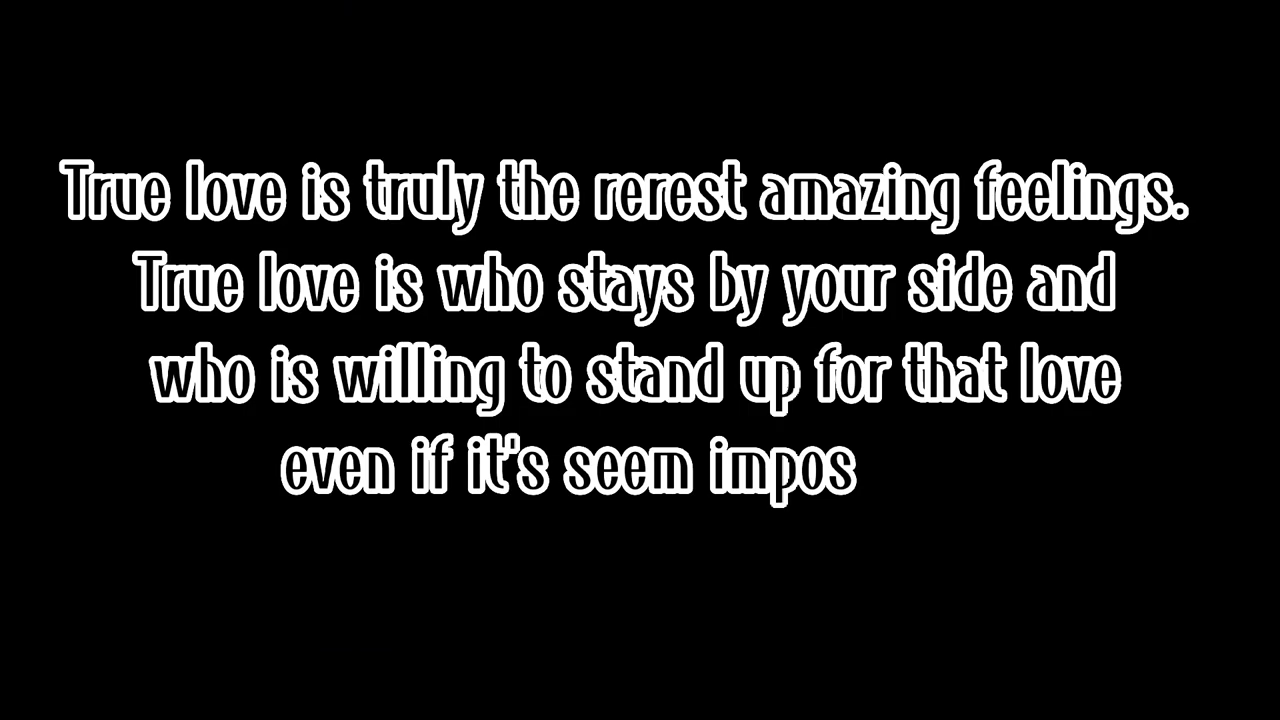 True love is truly the rerest amazing feelings.
True love is who stays by your side and
who is willing to stand up for that love
even if it's seem impos